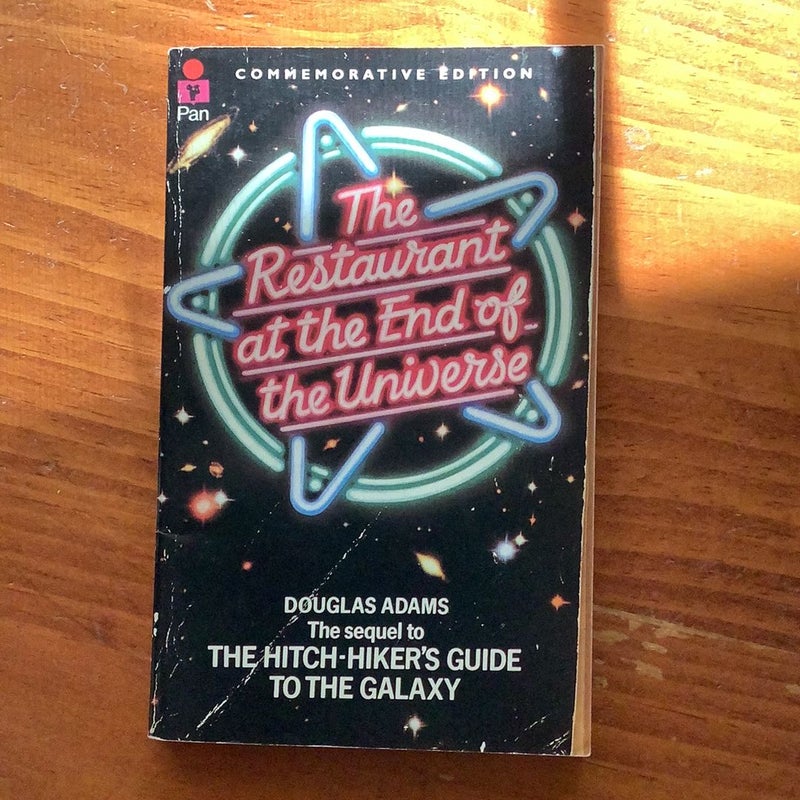 COMMEMORATIVE EDITION
Pan
The
Restaurant
at the End of
the Universe
DOUGLAS ADAMS
The sequel to
THE HITCH-HIKER'S GUIDE
TO THE GALAXY